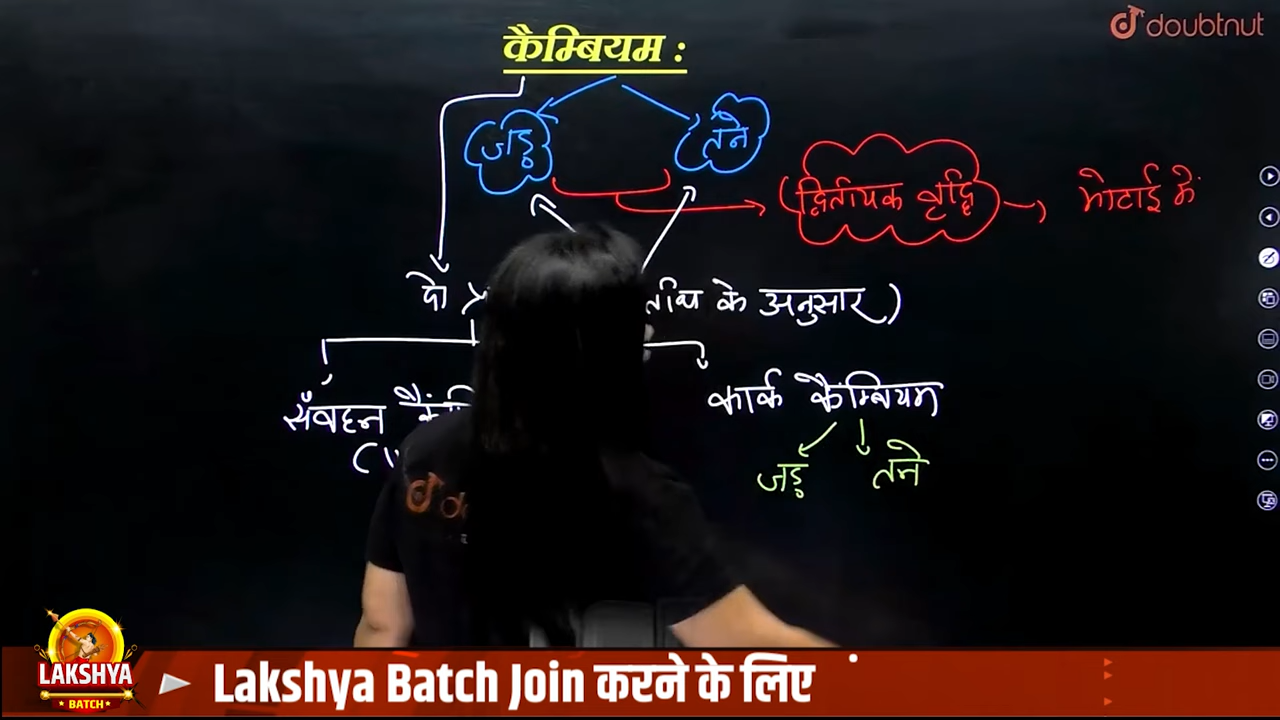 doubtnut
कैम्बियम :
जड़ तने
द्वितीयक वृद्धि मोटाई में
दो के अनुसार)
संवहन
कार्क कैम्बियम
जड़ तने
LAKSHYA
BATCH
Lakshya Batch Join करने के लिए